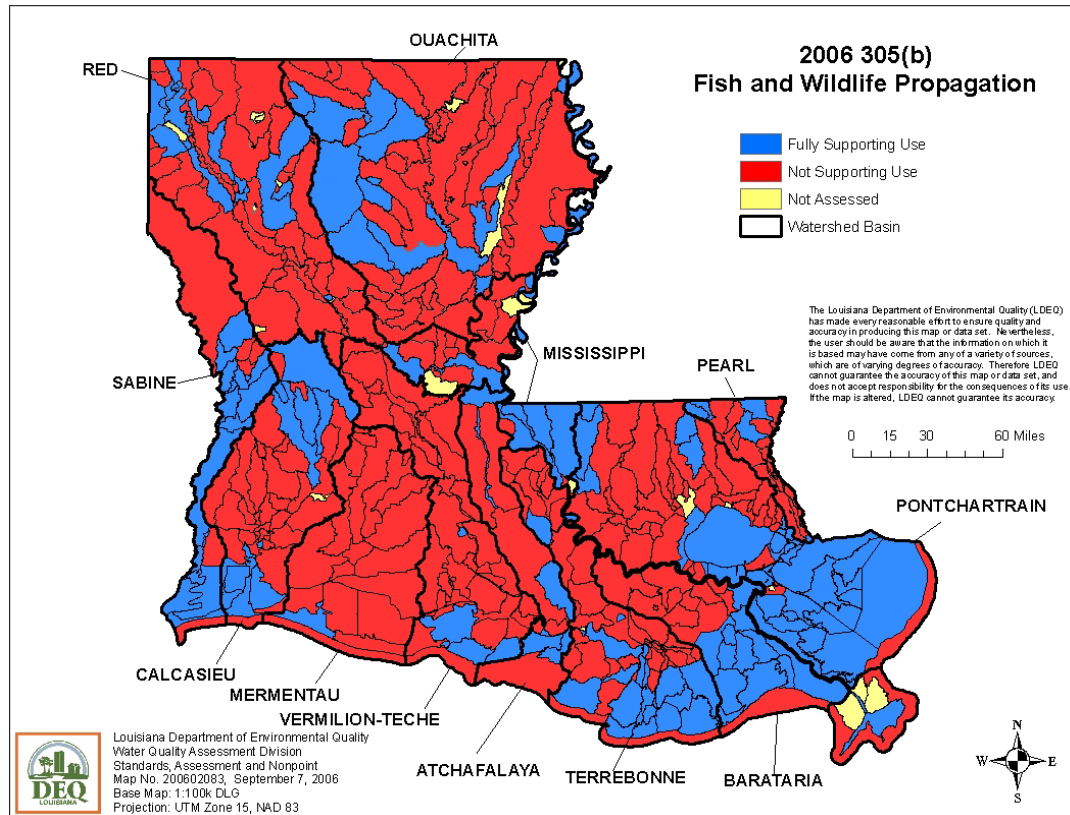 2006 305(b)
Fish and Wildlife Propagation
Fully Supporting Use
Not Supporting Use
Not Assessed
Watershed Basin
The Louisiana Department of Environmental Quality (LDEQ)
has made every reasonable effort to ensure quality and
accuracy in producing this map or data set. Nevertheless,
the user should be aware that the information on which it
is based may have come from any of a variety of sources,
which are of varying degrees of accuracy. Therefore LDEQ
cannot guarantee the accuracy of this map or data set, and
does not accept responsibility for the consequences of its use.
If the map is altered, LDEQ cannot guarantee its accuracy.
0 15 30 60 Miles
OUACHITA
RED
MISSISSIPPI
PEARL
SABINE
PONTCHARTRAIN
CALCASIEU
MERMENTAU
VERMILION-TECHE
ATCHAFALAYA
TERREBONNE
BARATARIA
N
W E
S
DEQ
LOUISIANA
Louisiana Department of Environmental Quality
Water Quality Assessment Division
Standards, Assessment and Nonpoint
Map No. 200602083, September 7, 2006
Base Map: 1:100k DLG
Projection: UTM Zone 15, NAD 83